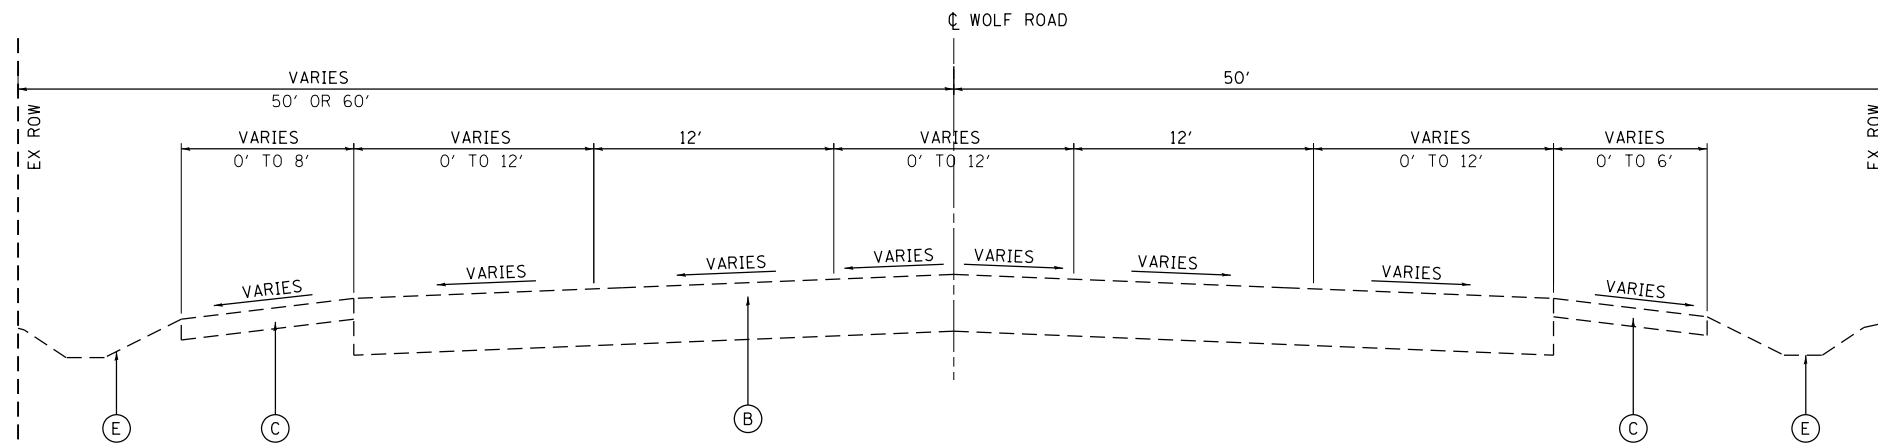 ℄ WOLF ROAD
VARIES
50' OR 60'
50'
EX ROW
EX ROW
VARIES
0' TO 8'
VARIES
0' TO 12'
12'
VARIES
0' TO 12'
12'
VARIES
0' TO 12'
VARIES
0' TO 6'
VARIES
VARIES
VARIES
VARIES
VARIES
VARIES
VARIES
VARIES
E
C
B
C
E